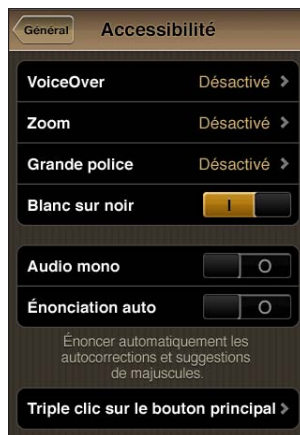 Général
Accessibilité
VoiceOver Désactivé >
Zoom Désactivé >
Grande police Désactivé >
Blanc sur noir I
Audio mono O
Énonciation auto O
Énoncer automatiquement les
autocorrections et suggestions
de majuscules.
Triple clic sur le bouton principal >